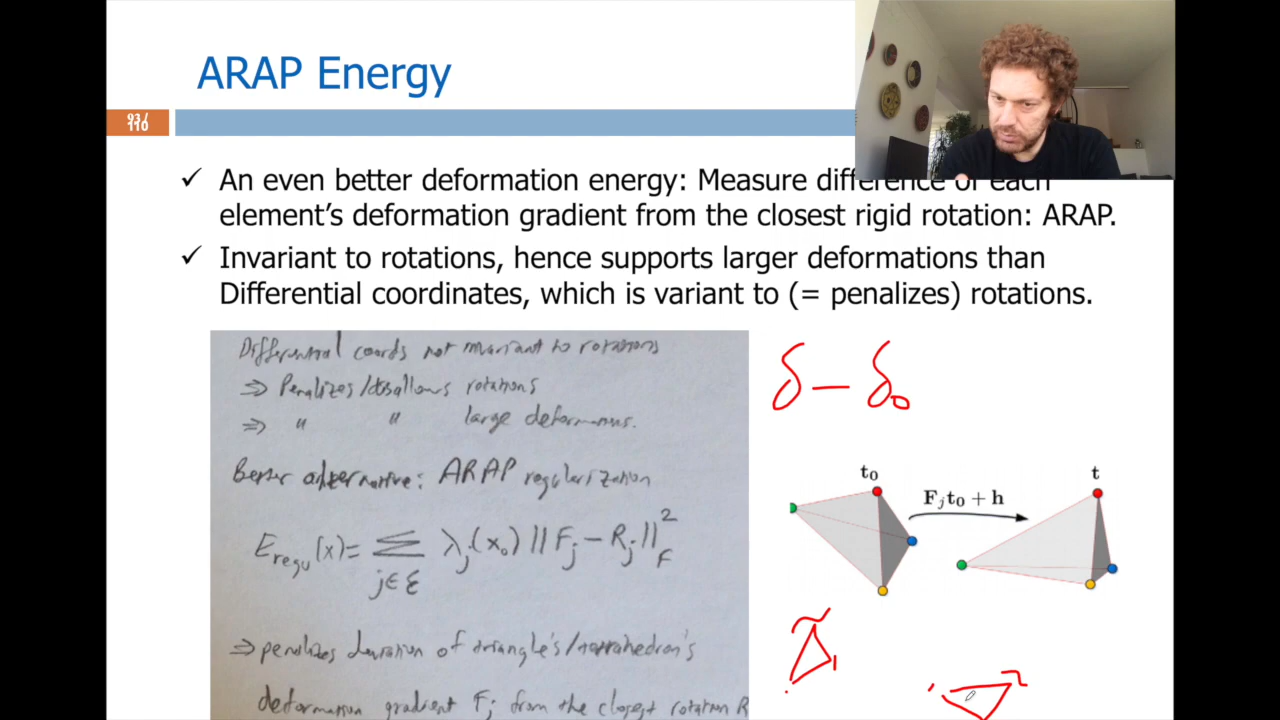 ARAP Energy
93/
110
✓ An even better deformation energy: Measure difference of each
element's deformation gradient from the closest rigid rotation: ARAP.
✓ Invariant to rotations, hence supports larger deformations than
Differential coordinates, which is variant to (= penalizes) rotations.
Differential coords not invariant to rotations
⇒ Penalizes/disallows rotations
⇒ " " large deformations.
Better alternative: ARAP regularization
E_regu(x) = Σ_{j∈ξ} λ_j(x_0) ||F_j - R_j||_F^2
⇒ penalizes deviation of triangle's/tetrahedron's
deformation gradient F_j from the closest rotation R
δ - δ_0
t_0
F_j t_0 + h
t